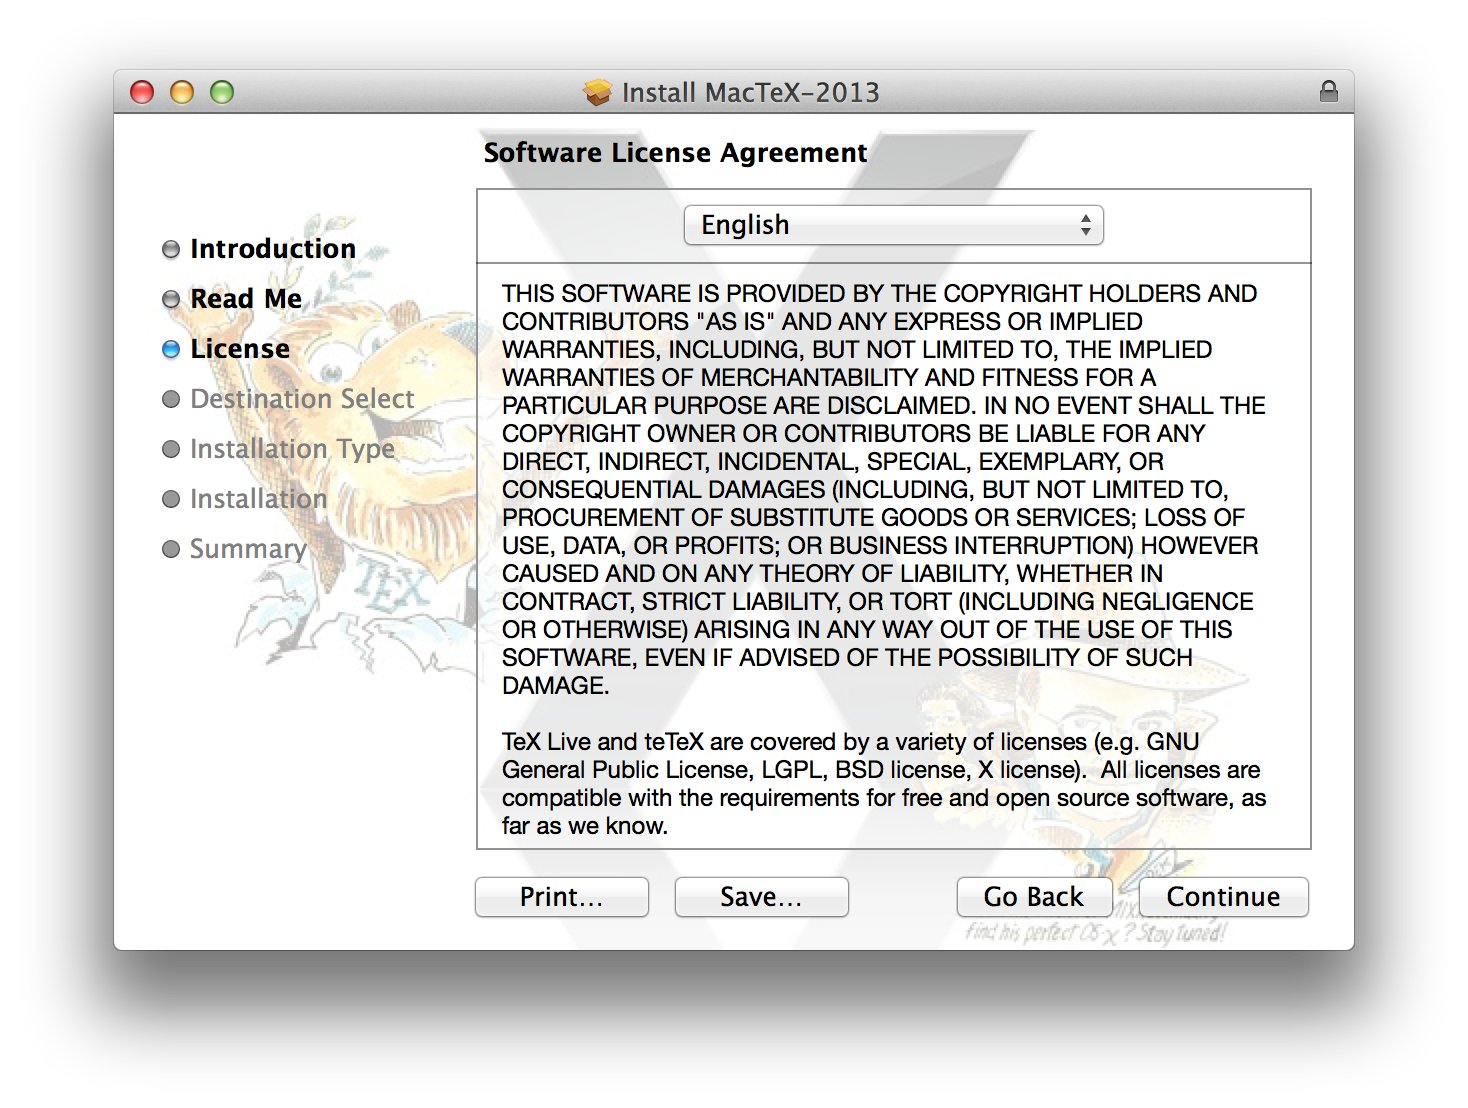 Install MacTeX-2013
Software License Agreement
Introduction
Read Me
License
Destination Select
Installation Type
Installation
Summary
English
THIS SOFTWARE IS PROVIDED BY THE COPYRIGHT HOLDERS AND
CONTRIBUTORS "AS IS" AND ANY EXPRESS OR IMPLIED
WARRANTIES, INCLUDING, BUT NOT LIMITED TO, THE IMPLIED
WARRANTIES OF MERCHANTABILITY AND FITNESS FOR A
PARTICULAR PURPOSE ARE DISCLAIMED. IN NO EVENT SHALL THE
COPYRIGHT OWNER OR CONTRIBUTORS BE LIABLE FOR ANY
DIRECT, INDIRECT, INCIDENTAL, SPECIAL, EXEMPLARY, OR
CONSEQUENTIAL DAMAGES (INCLUDING, BUT NOT LIMITED TO,
PROCUREMENT OF SUBSTITUTE GOODS OR SERVICES; LOSS OF
USE, DATA, OR PROFITS; OR BUSINESS INTERRUPTION) HOWEVER
CAUSED AND ON ANY THEORY OF LIABILITY, WHETHER IN
CONTRACT, STRICT LIABILITY, OR TORT (INCLUDING NEGLIGENCE
OR OTHERWISE) ARISING IN ANY WAY OUT OF THE USE OF THIS
SOFTWARE, EVEN IF ADVISED OF THE POSSIBILITY OF SUCH
DAMAGE.
TeX Live and teTeX are covered by a variety of licenses (e.g. GNU
General Public License, LGPL, BSD license, X license).  All licenses are
compatible with the requirements for free and open source software, as
far as we know.
TEX
Print...
Save...
Go Back
Continue
find his perfect OS-X? Stay tuned!